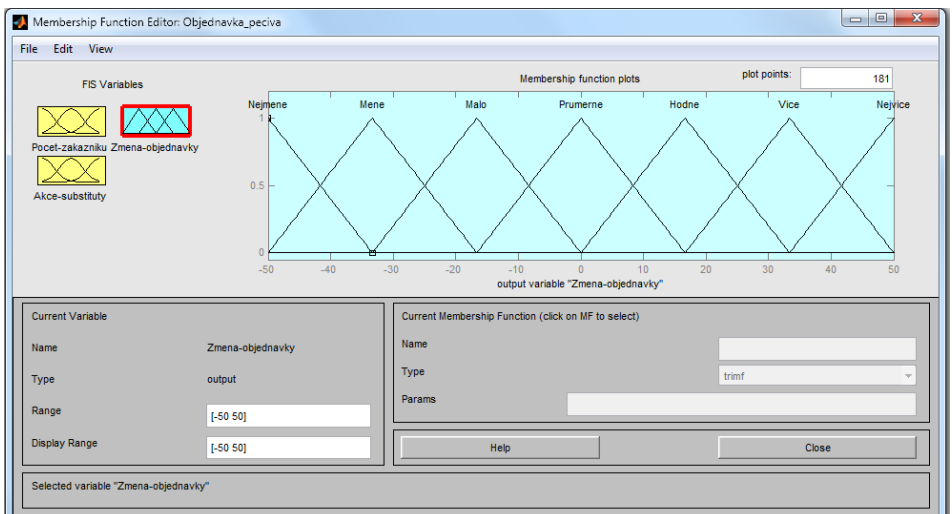 Membership Function Editor: Objednavka_peciva
File Edit View
FIS Variables
Pocet-zakazniku Zmena-objednavky
Akce-substituty
Membership function plots
plot points: 181
Nejmene Mene Malo Prumerne Hodne Vice Nejvice
1
0.5
0
-50 -40 -30 -20 -10 0 10 20 30 40 50
output variable "Zmena-objednavky"
Current Variable
Name Zmena-objednavky
Type output
Range [-50 50]
Display Range [-50 50]
Current Membership Function (click on MF to select)
Name
Type trimf
Params
Help Close
Selected variable "Zmena-objednavky"